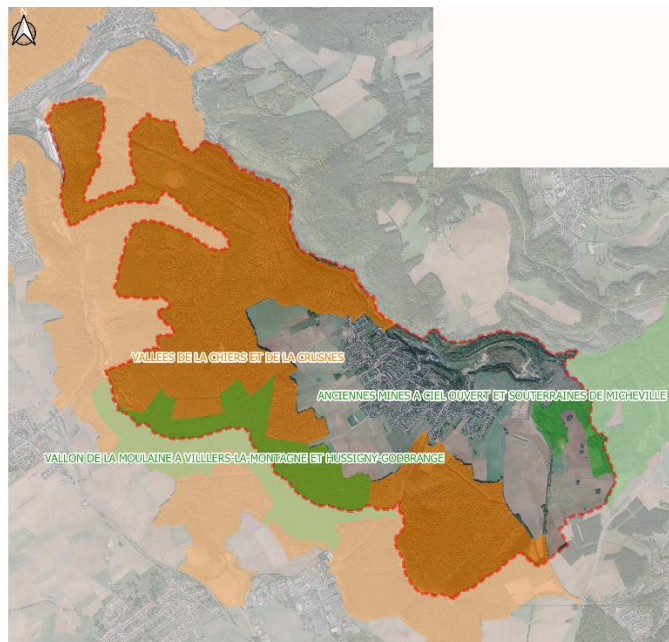 N
VALLEES DE LA CHIERS ET DE LA CRUSNES
ANCIENNES MINES A CIEL OUVERT ET SOUTERRAINES DE MICHEVILLE
VALLON DE LA MOULAINE A VILLLERS-LA-MONTAGNE ET HUSSIGNY-GODBRANGE